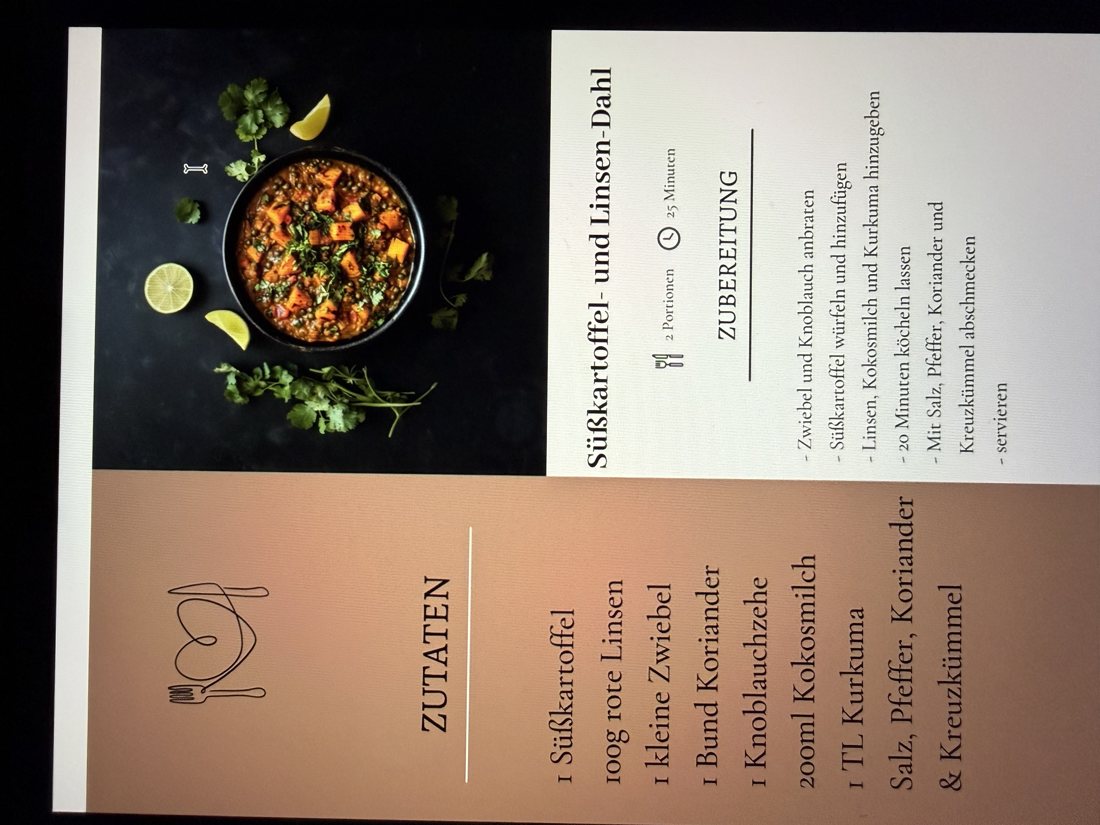 ZUTATEN
1 Süßkartoffel
100g rote Linsen
1 kleine Zwiebel
1 Bund Koriander
1 Knoblauchzehe
200ml Kokosmilch
1 TL Kurkuma
Salz, Pfeffer, Koriander
& Kreuzkümmel
Süßkartoffel- und Linsen-Dahl
2 Portionen 25 Minuten
ZUBEREITUNG
- Zwiebel und Knoblauch anbraten
- Süßkartoffel würfeln und hinzufügen
- Linsen, Kokosmilch und Kurkuma hinzugeben
- 20 Minuten köcheln lassen
- Mit Salz, Pfeffer, Koriander und
Kreuzkümmel abschmecken
- servieren